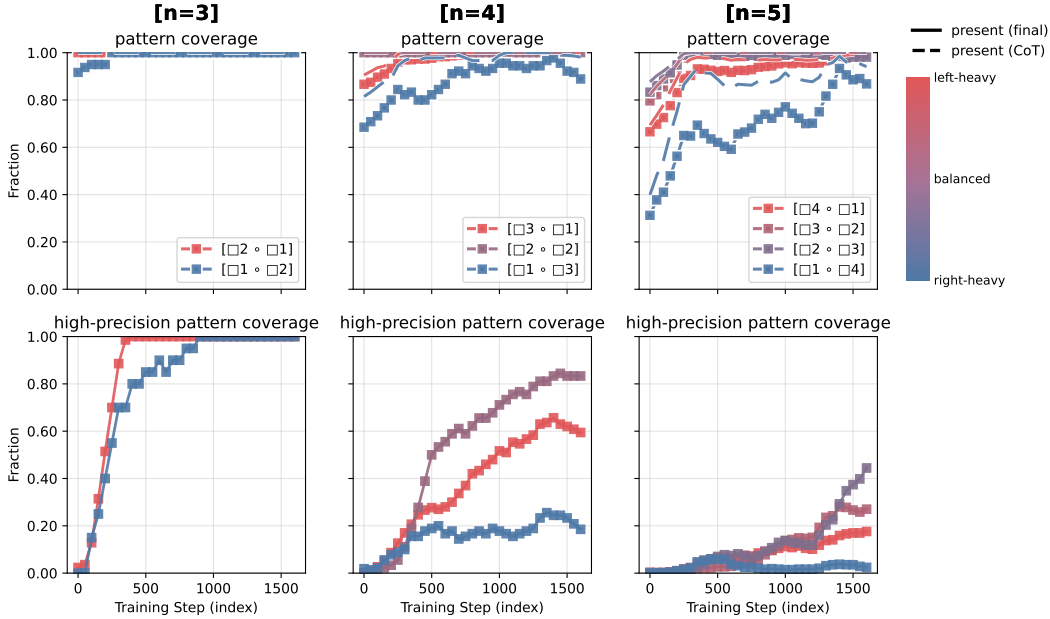 [n=3]
[n=4]
[n=5]
pattern coverage
pattern coverage
pattern coverage
present (final)
present (CoT)
left-heavy
balanced
right-heavy
Fraction
1.00
0.80
0.60
0.40
0.20
0.00
[□2 ∘ □1]
[□1 ∘ □2]
[□3 ∘ □1]
[□2 ∘ □2]
[□1 ∘ □3]
[□4 ∘ □1]
[□3 ∘ □2]
[□2 ∘ □3]
[□1 ∘ □4]
high-precision pattern coverage
high-precision pattern coverage
high-precision pattern coverage
Fraction
1.00
0.80
0.60
0.40
0.20
0.00
0 500 1000 1500
0 500 1000 1500
0 500 1000 1500
Training Step (index)
Training Step (index)
Training Step (index)